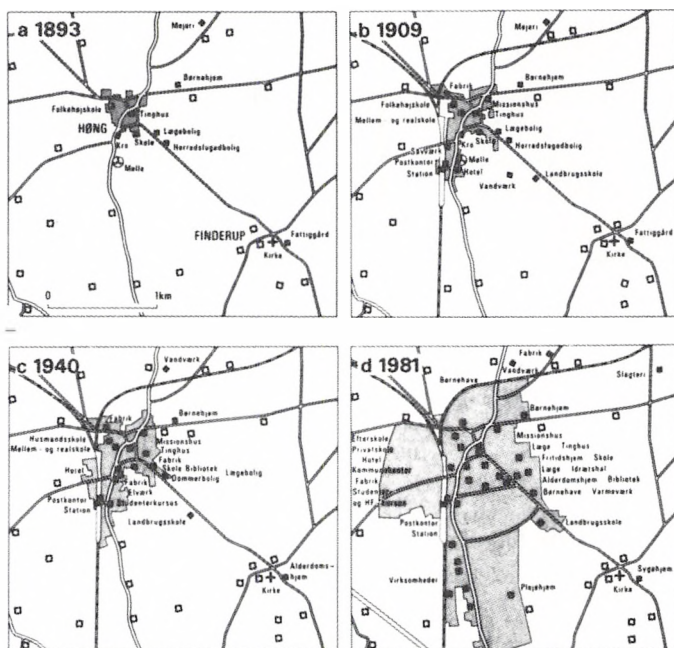 a 1893
Mejeri
Børnehjem
Folkehøjskole
Tinghus
HØNG
Lægebolig
Kro
Skole
Herredsfogedbolig
Mølle
FINDERUP
Fattiggård
Kirke
0 1km
b 1909
Mejeri
Fabrik
Børnehjem
Folkehøjskole
Missionshus
Mellem- og realskole
Tinghus
Lægebolig
Skole
Kro
Herredsfogedbolig
Savværk
Mølle
Postkontor
Station
Hotel
Vandværk
Landbrugsskole
Fattiggård
Kirke
c 1940
Vandværk
Fabrik
Børnehjem
Husmandsskole
Missionshus
Mellem- og realskole
Tinghus
Fabrik
Hotel
Skole Bibliotek
Lægebolig
Dommerbolig
Fabrik
Elværk
Postkontor
Station
Studenterkursus
Landbrugsskole
Alderdoms-
hjem
Kirke
d 1981
Fabrik
Børnehave
Vandværk
Slagteri
Børnehjem
Efterskole
Missionshus
Privatskole
Læge Tinghus
Hotel
Fritidshjem Skole
Kommunekontor
Læge Idrætshal
Fabrik
Alderdomshjem Bibliotek
Student-
Børnehave Varmeværk
og HF-kursus
Landbrugsskole
Postkontor
Station
Virksomheder
Plejehjem
Sygehjem
Kirke